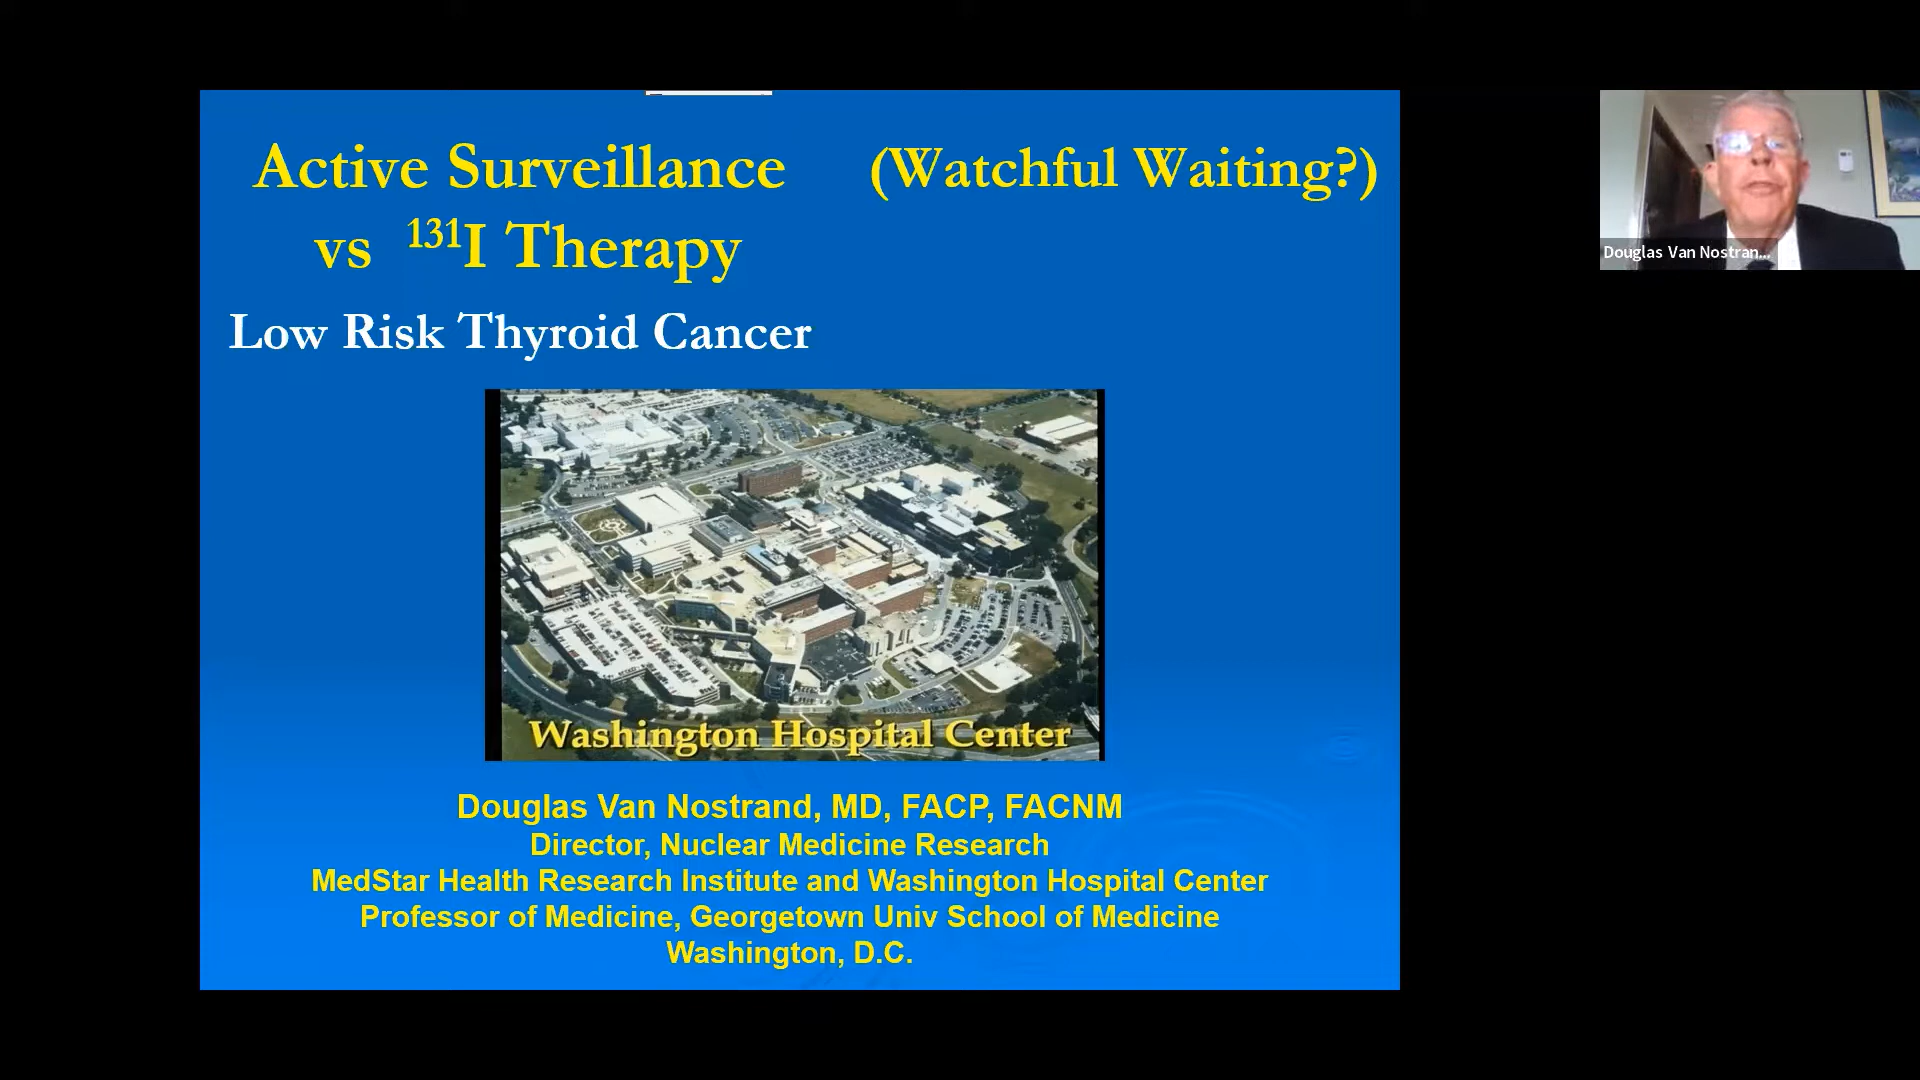 Active Surveillance (Watchful Waiting?)
vs ¹³¹I Therapy
Low Risk Thyroid Cancer
Washington Hospital Center
Douglas Van Nostrand, MD, FACP, FACNM
Director, Nuclear Medicine Research
MedStar Health Research Institute and Washington Hospital Center
Professor of Medicine, Georgetown Univ School of Medicine
Washington, D.C.
Douglas Van Nostran...